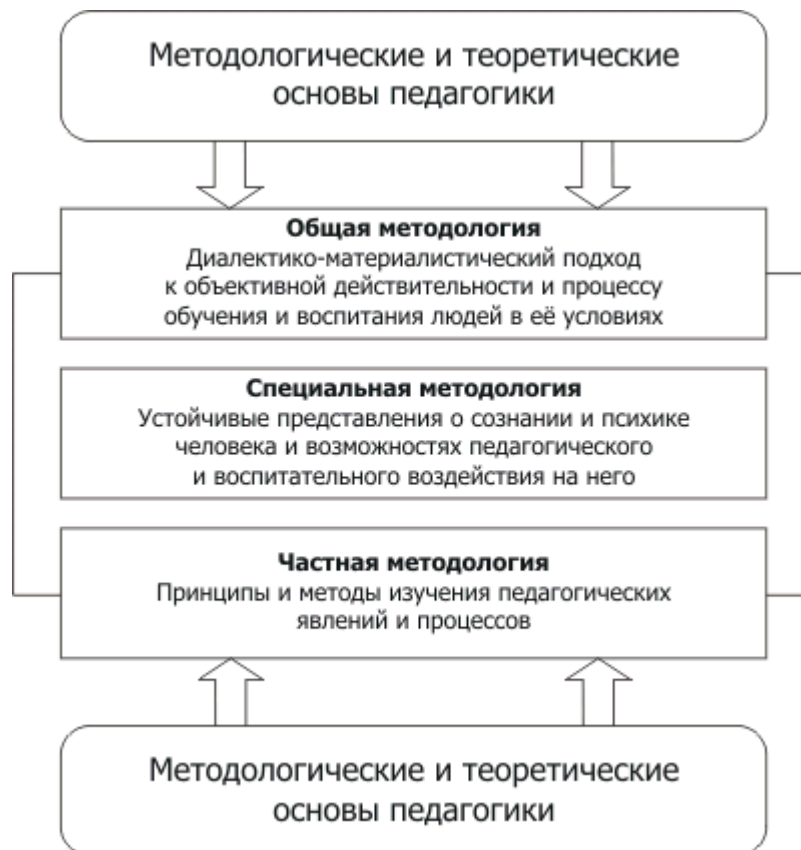 Методологические и теоретические
основы педагогики
Общая методология
Диалектико-материалистический подход
к объективной действительности и процессу
обучения и воспитания людей в её условиях
Специальная методология
Устойчивые представления о сознании и психике
человека и возможностях педагогического
и воспитательного воздействия на него
Частная методология
Принципы и методы изучения педагогических
явлений и процессов
Методологические и теоретические
основы педагогики